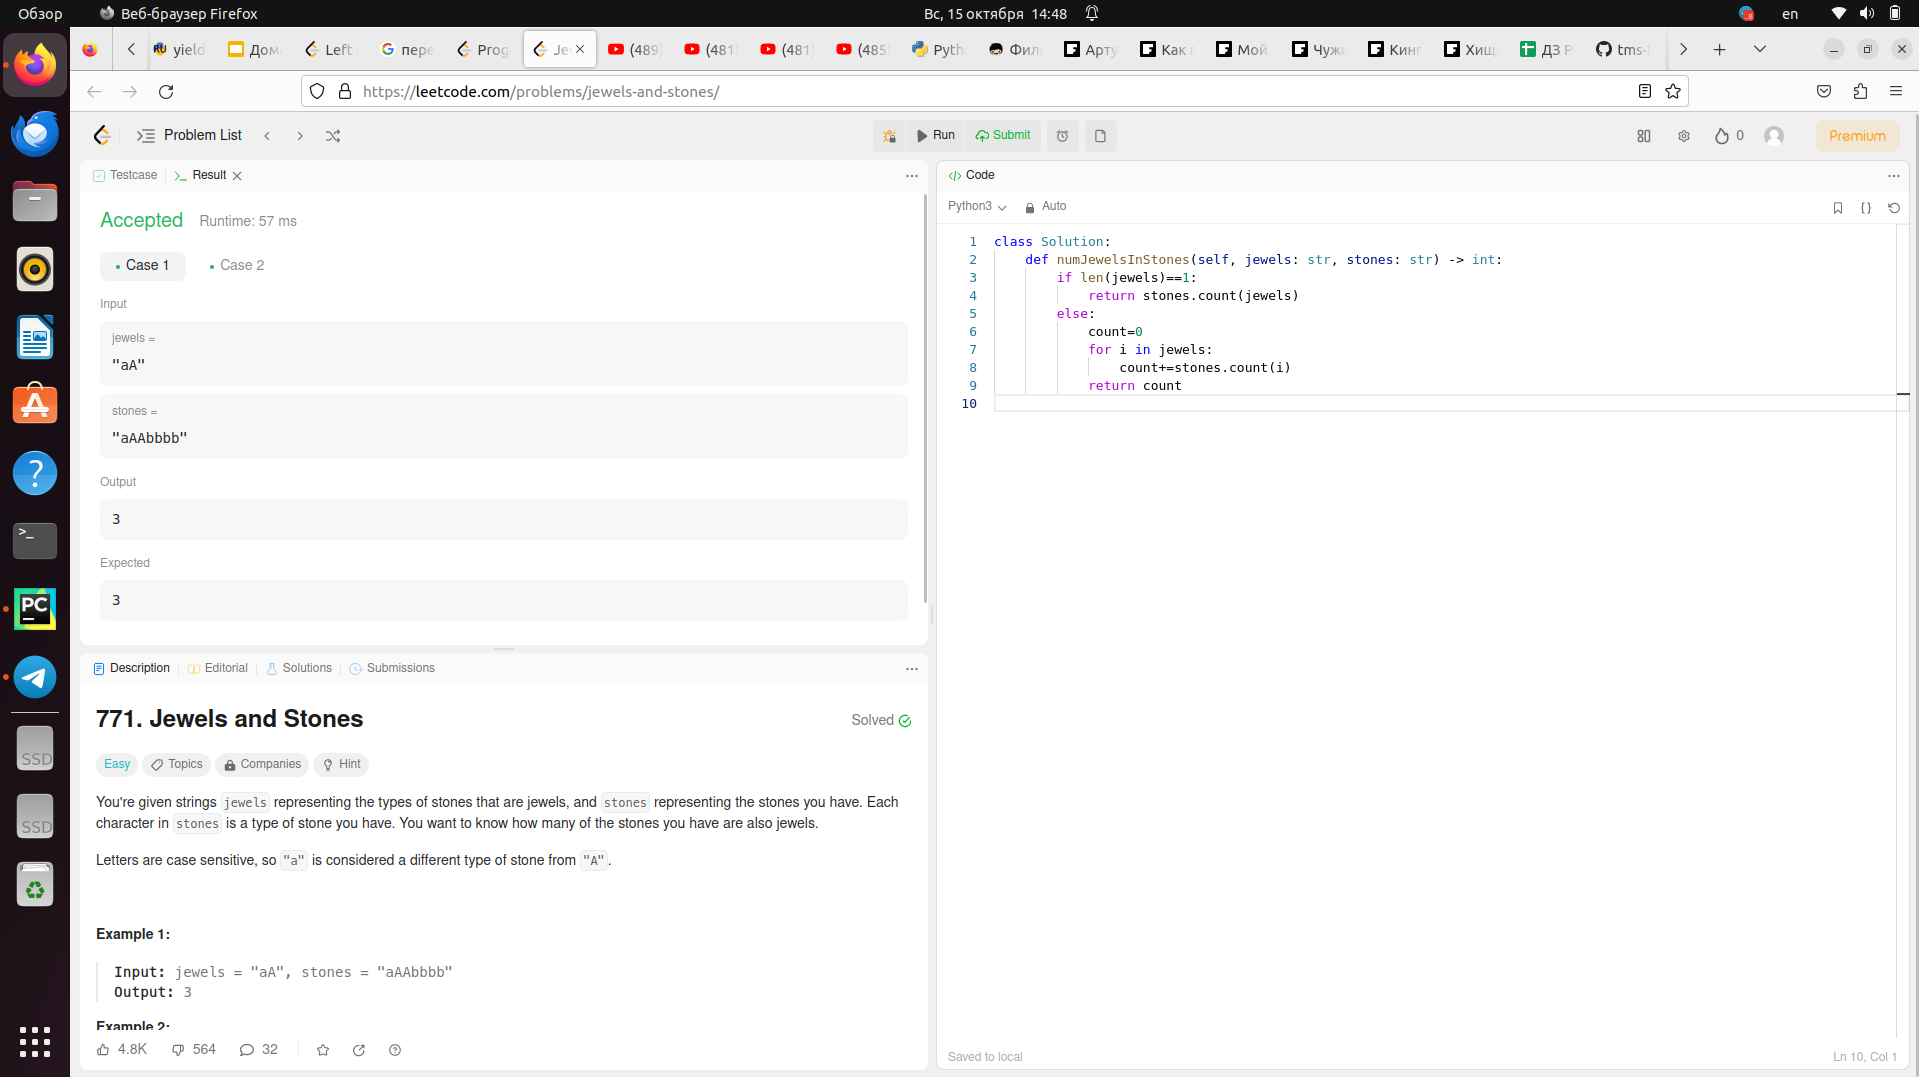 Обзор
Веб-браузер Firefox
Вс, 15 октября 14:48
en
yield
Дом
Left
пере
Prog
Je
(489)
(481)
(481)
(485)
Pyth
Фил
Арту
Как
Мой
Чужо
Кинг
Хищ
ДЗ P
tms-
https://leetcode.com/problems/jewels-and-stones/
Problem List
Run
Submit
0
Premium
Testcase
Result
Accepted
Runtime: 57 ms
Case 1
Case 2
Input
jewels =
"aA"
stones =
"aAAbbbb"
Output
3
Expected
3
Description
Editorial
Solutions
Submissions
771. Jewels and Stones
Solved
Easy
Topics
Companies
Hint
You're given strings jewels representing the types of stones that are jewels, and stones representing the stones you have. Each
character in stones is a type of stone you have. You want to know how many of the stones you have are also jewels.
Letters are case sensitive, so "a" is considered a different type of stone from "A".
Example 1:
Input: jewels = "aA", stones = "aAAbbbb"
Output: 3
Example 2:
4.8K
564
32
Code
Python3
Auto
1 class Solution:
2     def numJewelsInStones(self, jewels: str, stones: str) -> int:
3         if len(jewels)==1:
4             return stones.count(jewels)
5         else:
6             count=0
7             for i in jewels:
8                 count+=stones.count(i)
9             return count
10
Saved to local
Ln 10, Col 1
SSD
SSD
PC
>_
?